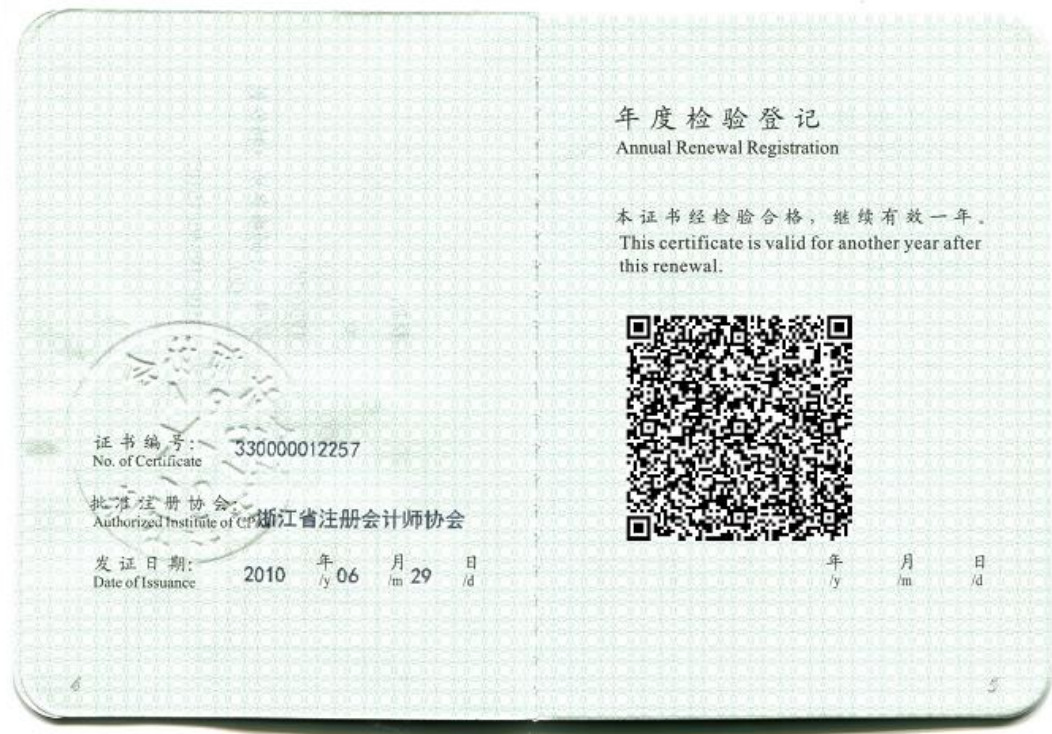 证书编号:
No. of Certificate
330000012257
批准注册协会:
Authorized Institute of CPAs
浙江省注册会计师协会
发证日期:
Date of Issuance
2010 年 06 月 29 日
/y /m /d
6
年度检验登记
Annual Renewal Registration
本证书经检验合格，继续有效一年。
This certificate is valid for another year after
this renewal.
年 月 日
/y /m /d
5